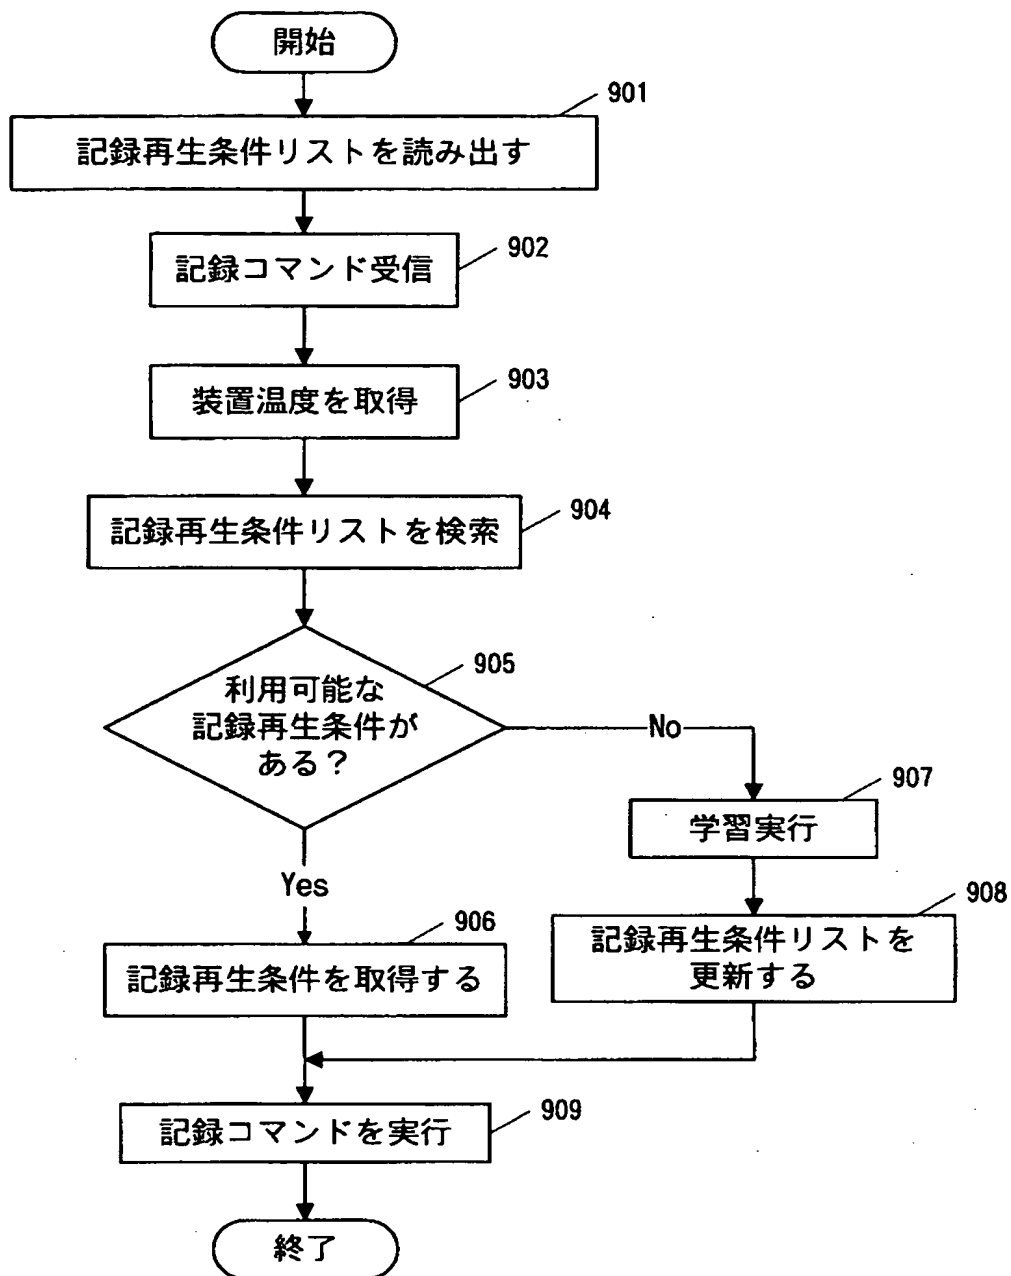 開始
901
記録再生条件リストを読み出す
902
記録コマンド受信
903
装置温度を取得
904
記録再生条件リストを検索
905
利用可能な
記録再生条件が
ある？
No
907
学習実行
Yes
908
記録再生条件リストを
更新する
906
記録再生条件を取得する
909
記録コマンドを実行
終了